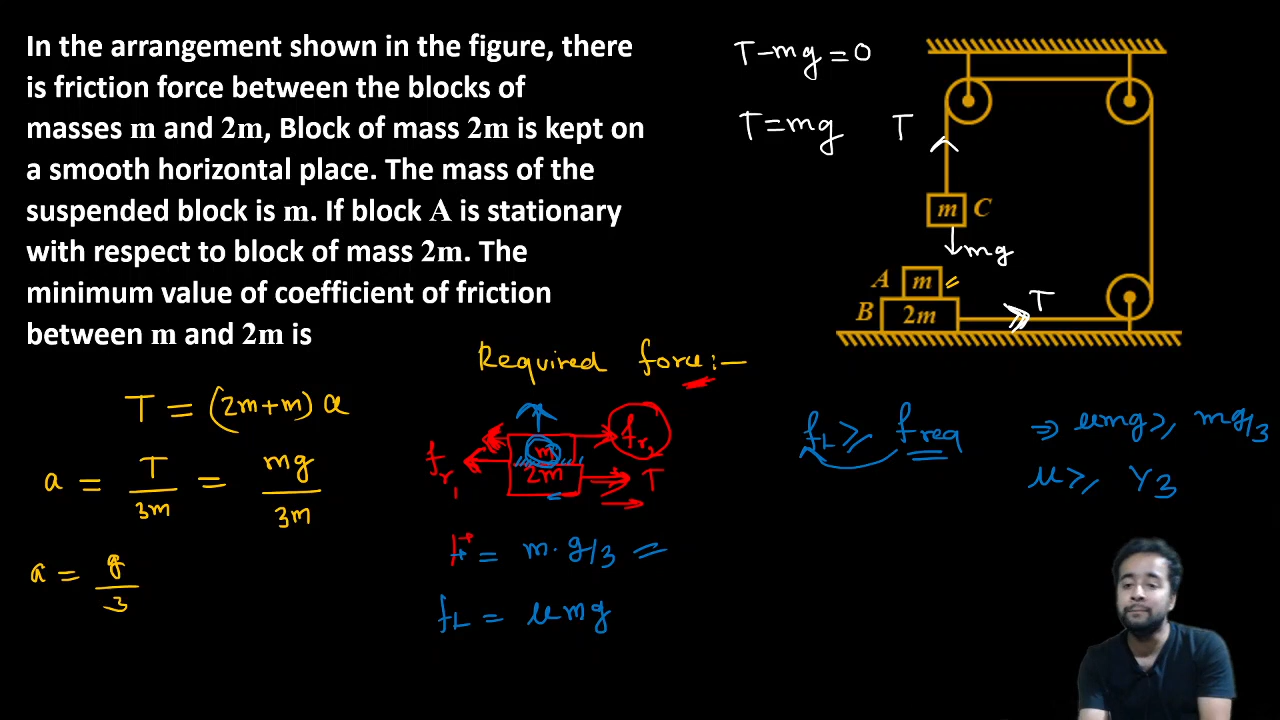 In the arrangement shown in the figure, there
is friction force between the blocks of
masses m and 2m, Block of mass 2m is kept on
a smooth horizontal place. The mass of the
suspended block is m. If block A is stationary
with respect to block of mass 2m. The
minimum value of coefficient of friction
between m and 2m is
T-mg=0
T=mg
T
m C
mg
A m
B 2m
T
Required force:-
T = (2m+m) a
a = T/3m = mg/3m
a = g/3
fr1
m
fr2
2m
T
= m.g/3 =
fL = μmg
fL ≥ freq
⇒ μmg ≥ mg/3
μ ≥ 1/3